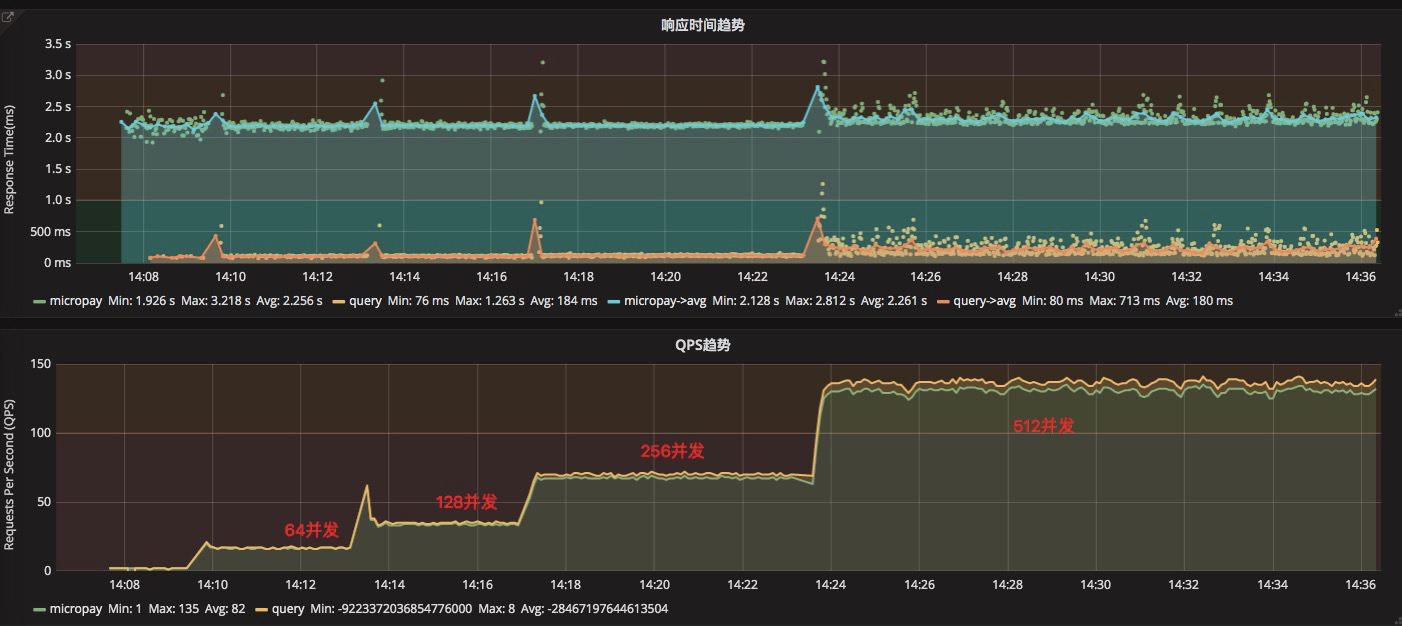 响应时间趋势
Response Time(ms)
3.5 s
3.0 s
2.5 s
2.0 s
1.5 s
1.0 s
500 ms
0 ms
14:08 14:10 14:12 14:14 14:16 14:18 14:20 14:22 14:24 14:26 14:28 14:30 14:32 14:34 14:36
micropay Min: 1.926 s Max: 3.218 s Avg: 2.256 s query Min: 76 ms Max: 1.263 s Avg: 184 ms micropay->avg Min: 2.128 s Max: 2.812 s Avg: 2.261 s query->avg Min: 80 ms Max: 713 ms Avg: 180 ms
QPS趋势
Requests Per Second (QPS)
150
100
50
0
64并发
128并发
256并发
512并发
14:08 14:10 14:12 14:14 14:16 14:18 14:20 14:22 14:24 14:26 14:28 14:30 14:32 14:34 14:36
micropay Min: 1 Max: 135 Avg: 82 query Min: -9223372036854776000 Max: 8 Avg: -28467197644613504